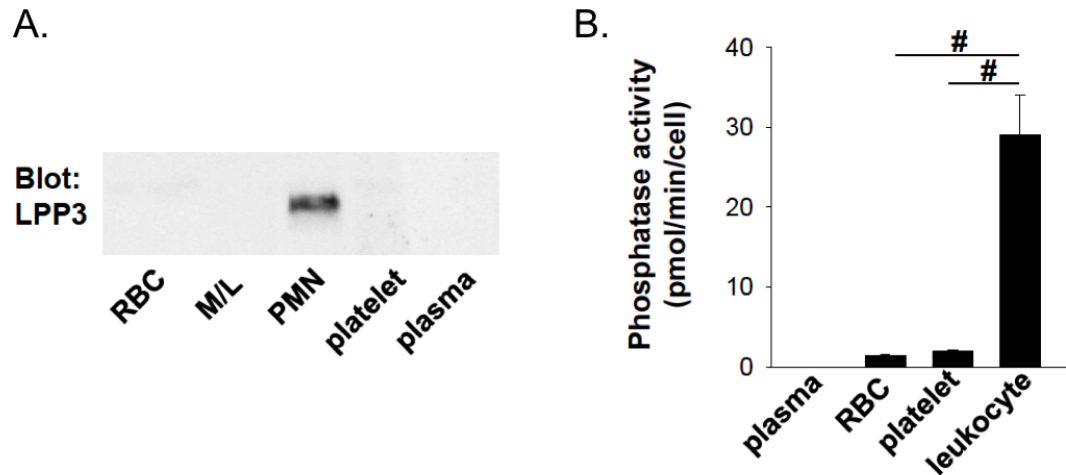 A.
Blot:
LPP3
RBC
M/L
PMN
platelet
plasma
B.
Phosphatase activity
(pmol/min/cell)
40
30
20
10
0
#
#
plasma
RBC
platelet
leukocyte